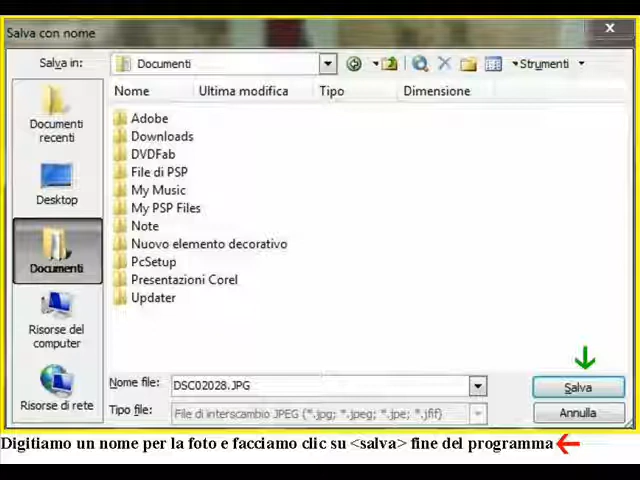 Salva con nome
Salva in: Documenti Strumenti
Nome Ultima modifica Tipo Dimensione
Documenti
recenti
Desktop
Documenti
Risorse del
computer
Risorse di rete
Adobe
Downloads
DVDFab
File di PSP
My Music
My PSP Files
Note
Nuovo elemento decorativo
PcSetup
Presentazioni Corel
Updater
Nome file: DSC02028.JPG Salva
Tipo file: File di interscambio JPEG (*.jpg; *.jpeg; *.jpe; *.jfif) Annulla
Digitiamo un nome per la foto e facciamo clic su <salva> fine del programma